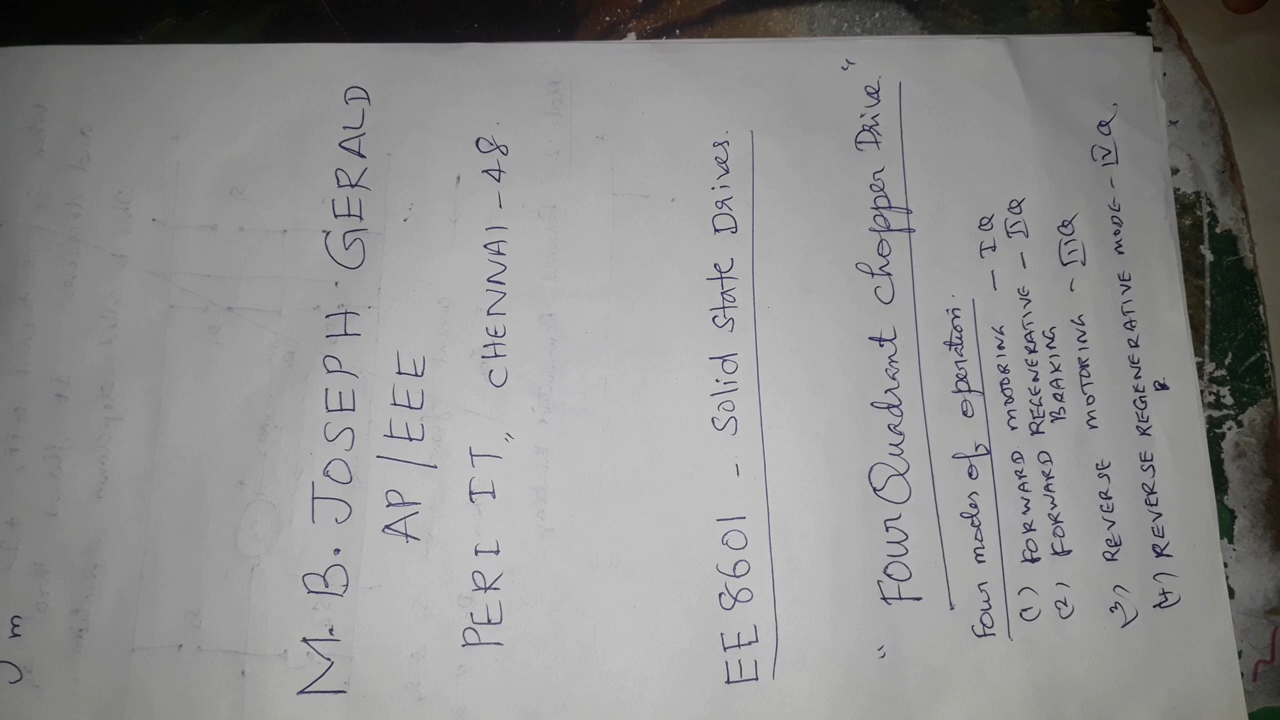 M. B. JOSEPH GERALD
AP/EEE
PERI IT, CHENNAI-48.
EE 8601 - Solid State Drives.
" Four Quadrant Chopper Drive. "
Four modes of operation:
(1) FORWARD MOTORING - I Q
(2) FORWARD REGENERATIVE - II Q
BRAKING
(3) REVERSE MOTORING - III Q
(4) REVERSE REGENERATIVE MODE - IV Q.
B